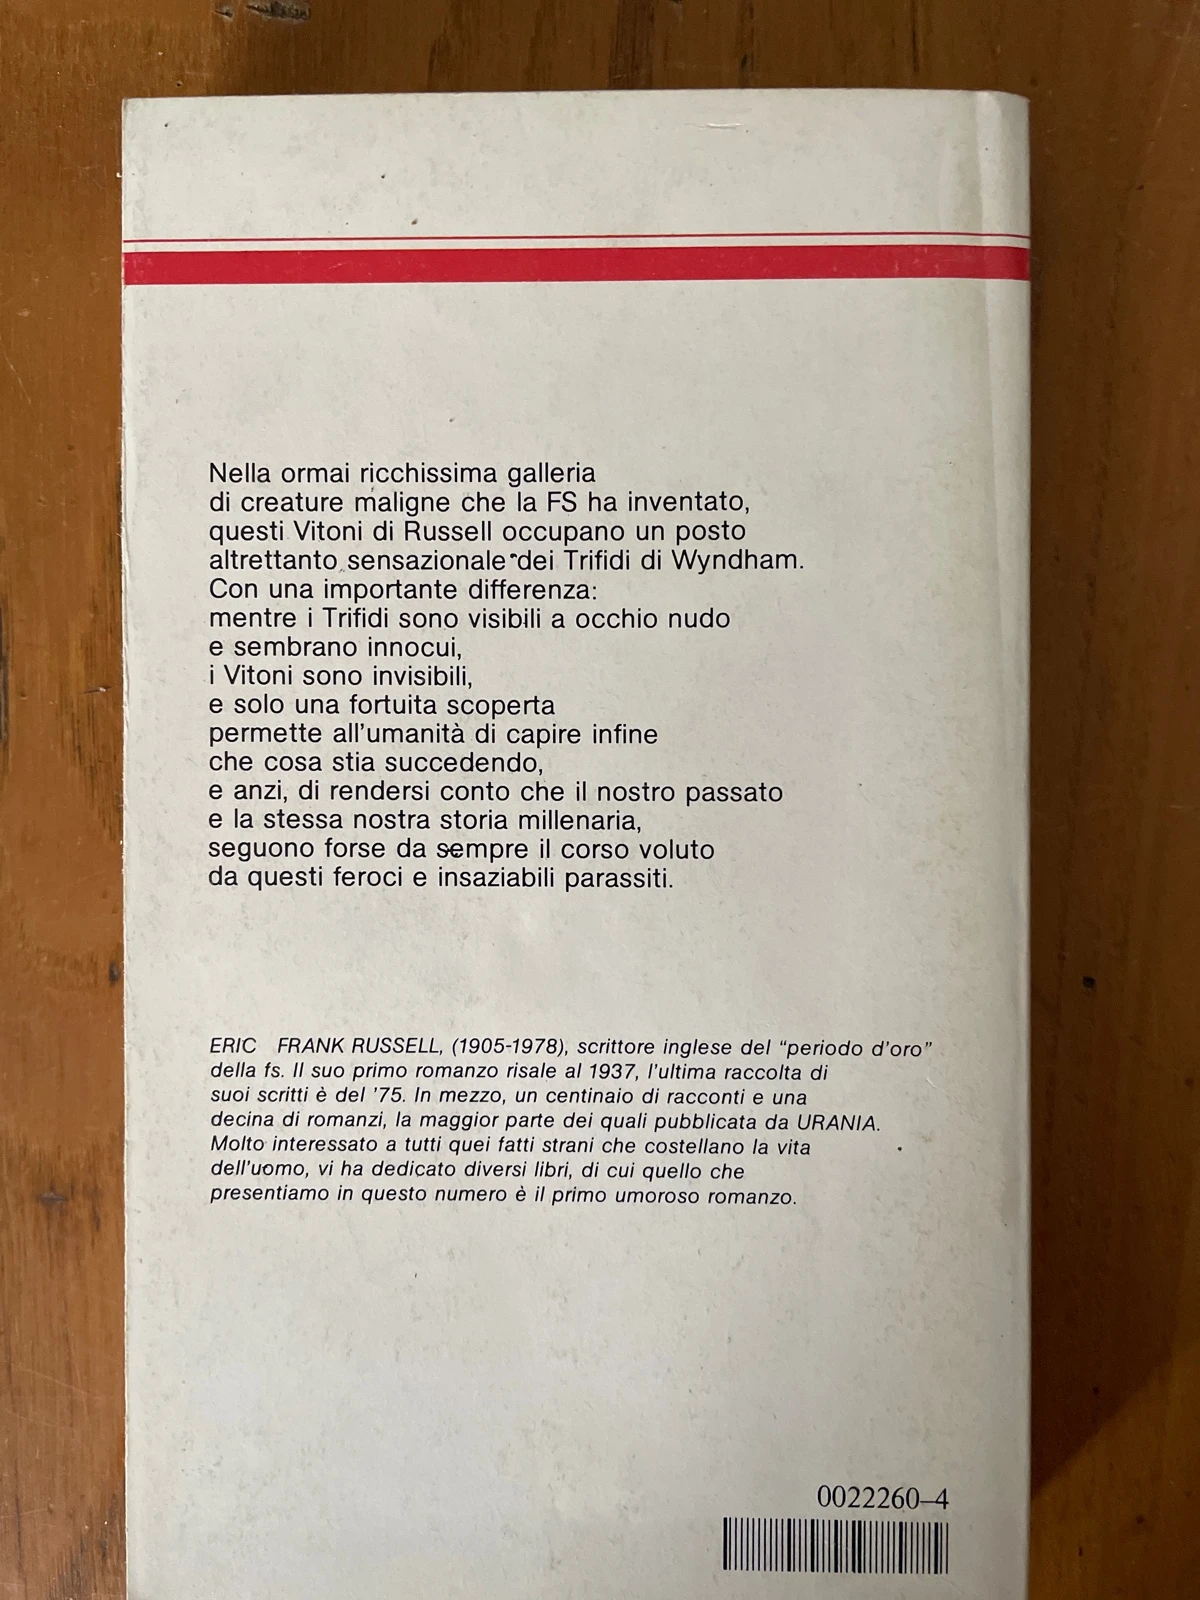 Nella ormai ricchissima galleria
di creature maligne che la FS ha inventato,
questi Vitoni di Russell occupano un posto
altrettanto sensazionale dei Trifidi di Wyndham.
Con una importante differenza:
mentre i Trifidi sono visibili a occhio nudo
e sembrano innocui,
i Vitoni sono invisibili,
e solo una fortuita scoperta
permette all'umanità di capire infine
che cosa stia succedendo,
e anzi, di rendersi conto che il nostro passato
e la stessa nostra storia millenaria,
seguono forse da sempre il corso voluto
da questi feroci e insaziabili parassiti.
ERIC FRANK RUSSELL, (1905-1978), scrittore inglese del "periodo d'oro"
della fs. Il suo primo romanzo risale al 1937, l'ultima raccolta di
suoi scritti è del '75. In mezzo, un centinaio di racconti e una
decina di romanzi, la maggior parte dei quali pubblicata da URANIA.
Molto interessato a tutti quei fatti strani che costellano la vita
dell'uomo, vi ha dedicato diversi libri, di cui quello che
presentiamo in questo numero è il primo umoroso romanzo.
0022260-4